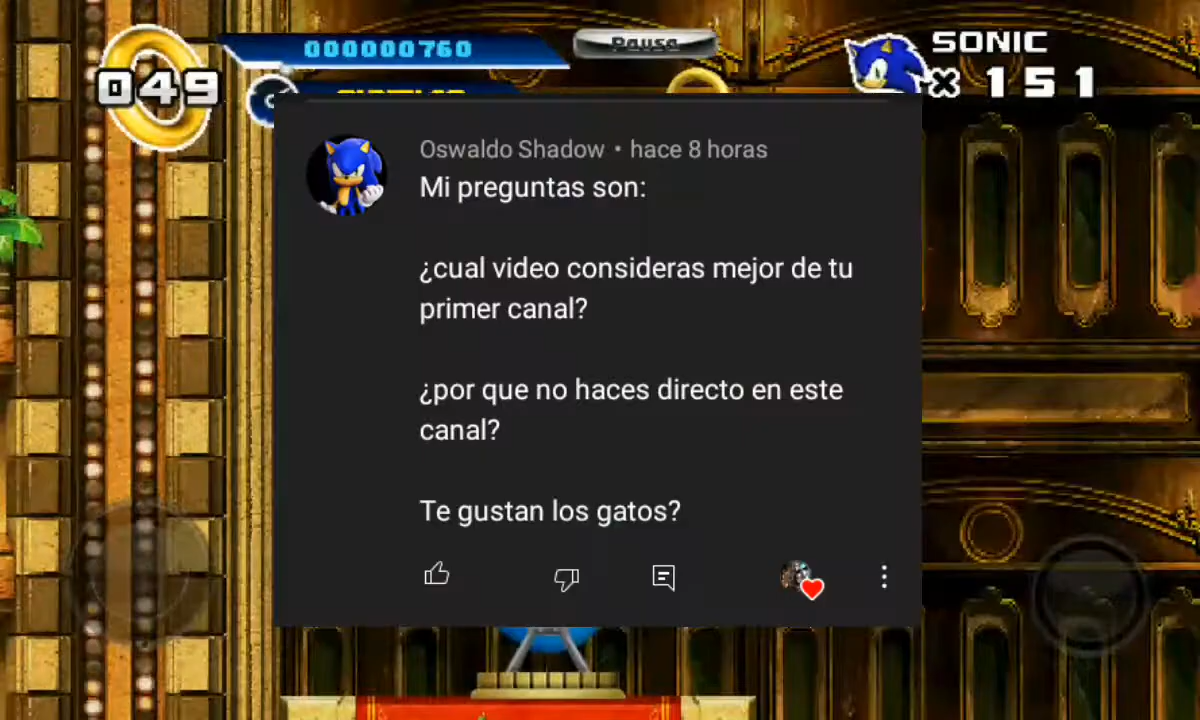 049
000000760
Pause
SONIC
× 151
Oswaldo Shadow • hace 8 horas
Mi preguntas son:
¿cual video consideras mejor de tu
primer canal?
¿por que no haces directo en este
canal?
Te gustan los gatos?